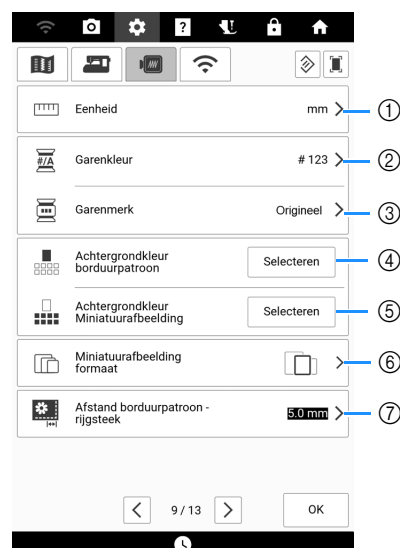 ?
Eenheid
mm
①
#/A
Garenkleur
# 123
②
Garenmerk
Origineel
③
Achtergrondkleur
borduurpatroon
Selecteren
④
Achtergrondkleur
Miniatuurafbeelding
Selecteren
⑤
Miniatuurafbeelding
formaat
⑥
Afstand borduurpatroon -
rijgsteek
5.0 mm
⑦
9 / 13
OK